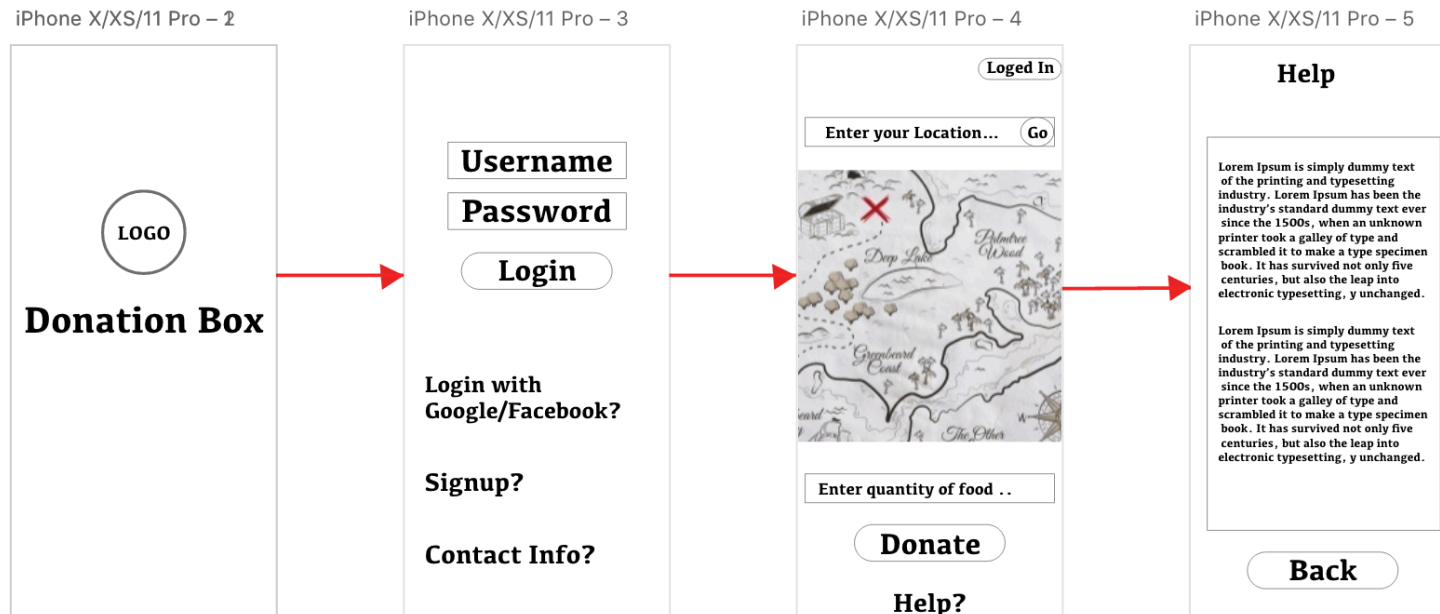 iPhone X/XS/11 Pro –
LOGO
Donation Box
iPhone X/XS/11 Pro – 3
Username
Password
Login
Login with
Google/Facebook?
Signup?
Contact Info?
iPhone X/XS/11 Pro – 4
Loged In
Enter your Location...
Go
Deep Lake
Palmtree
Wood
Greenbeard
Coast
W
eard
The Other
Enter quantity of food ..
Donate
Help?
iPhone X/XS/11 Pro – 5
Help
Lorem Ipsum is simply dummy text
of the printing and typesetting
industry. Lorem Ipsum has been the
industry's standard dummy text ever
since the 1500s, when an unknown
printer took a galley of type and
scrambled it to make a type specimen
book. It has survived not only five
centuries, but also the leap into
electronic typesetting, y unchanged.
Lorem Ipsum is simply dummy text
of the printing and typesetting
industry. Lorem Ipsum has been the
industry's standard dummy text ever
since the 1500s, when an unknown
printer took a galley of type and
scrambled it to make a type specimen
book. It has survived not only five
centuries, but also the leap into
electronic typesetting, y unchanged.
Back